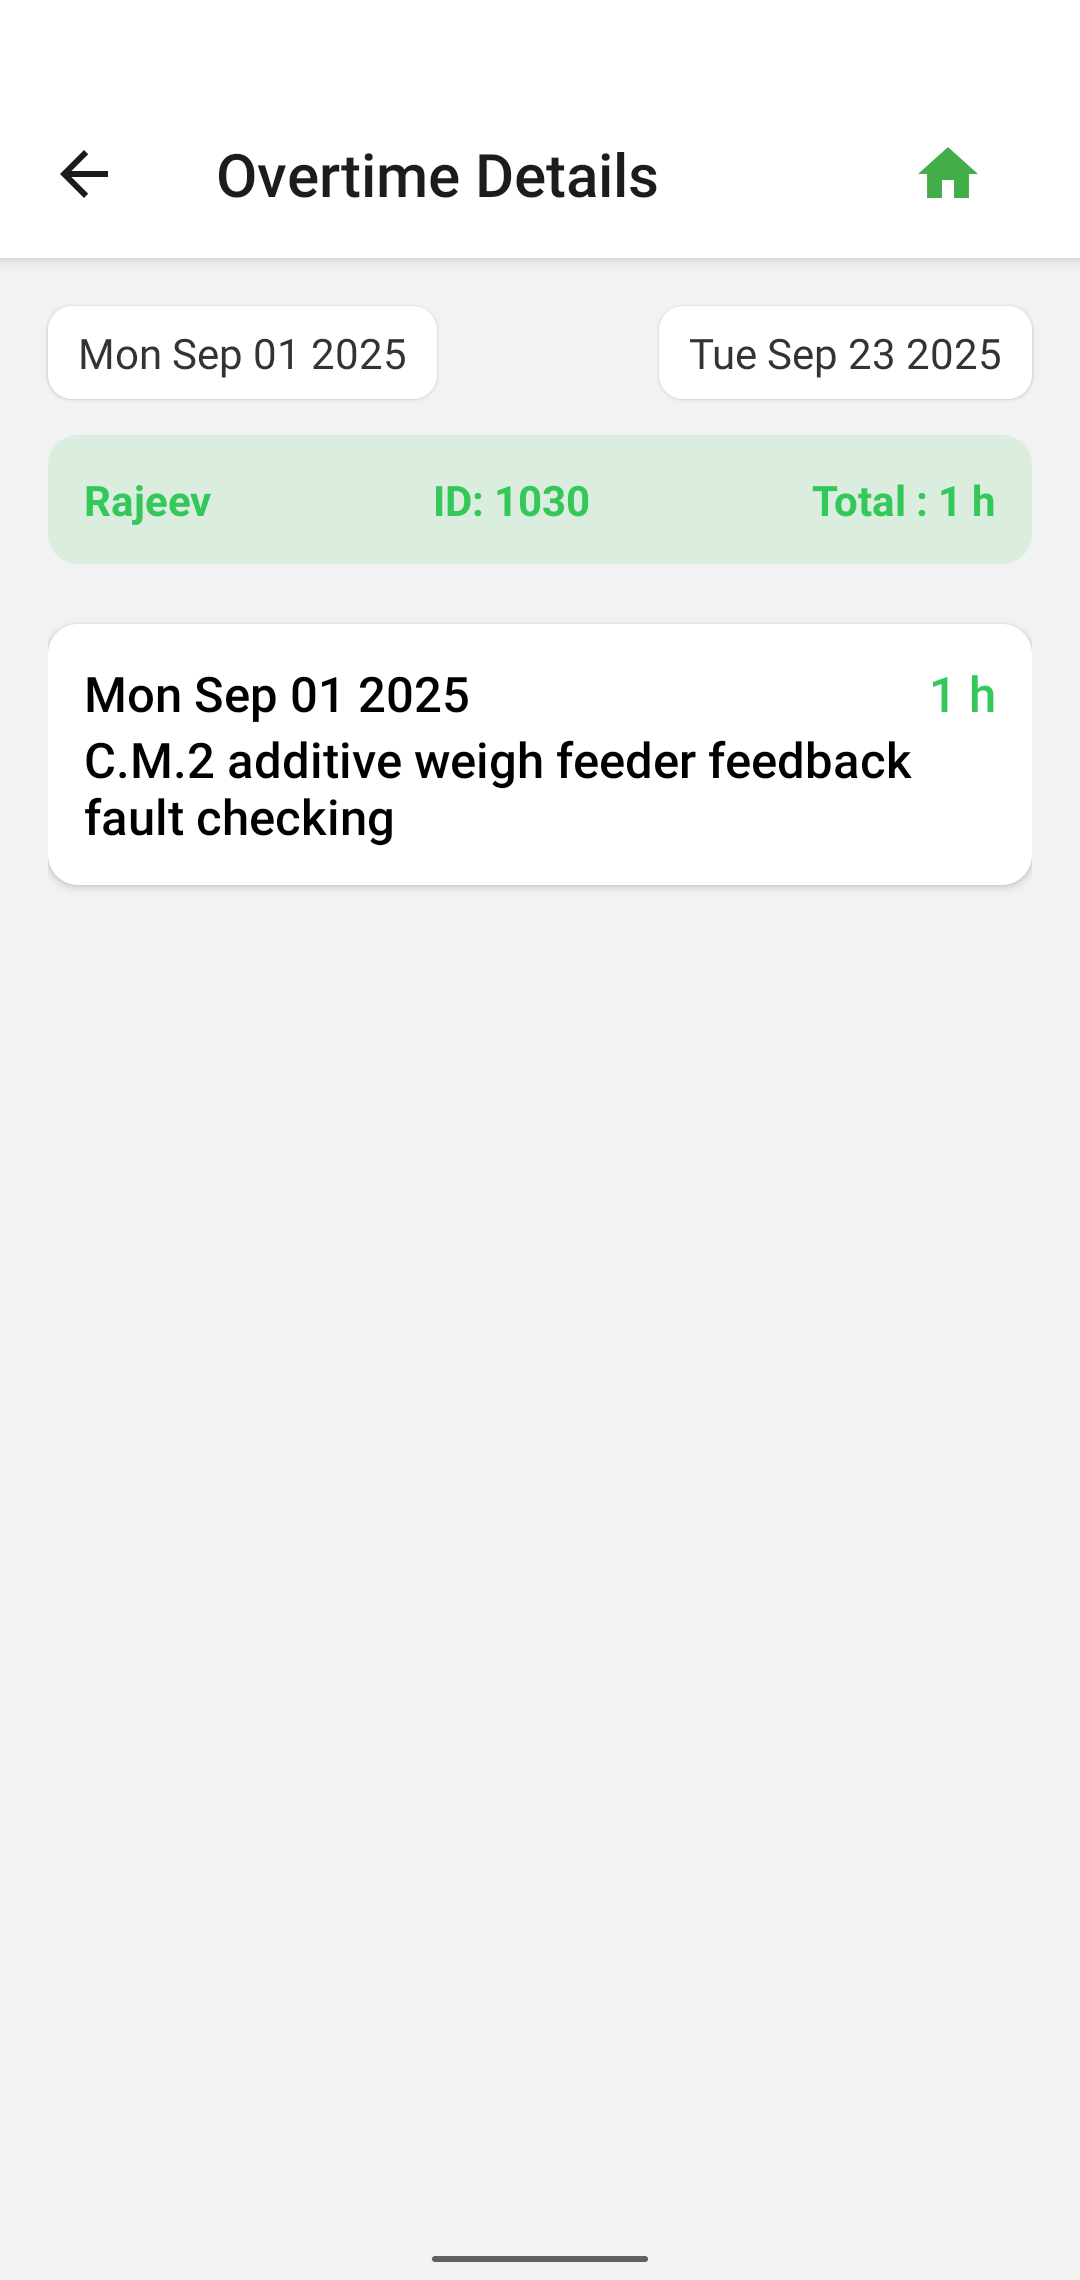 Overtime Details
Mon Sep 01 2025
Tue Sep 23 2025
Rajeev
ID: 1030
Total : 1 h
Mon Sep 01 2025
1 h
C.M.2 additive weigh feeder feedback
fault checking